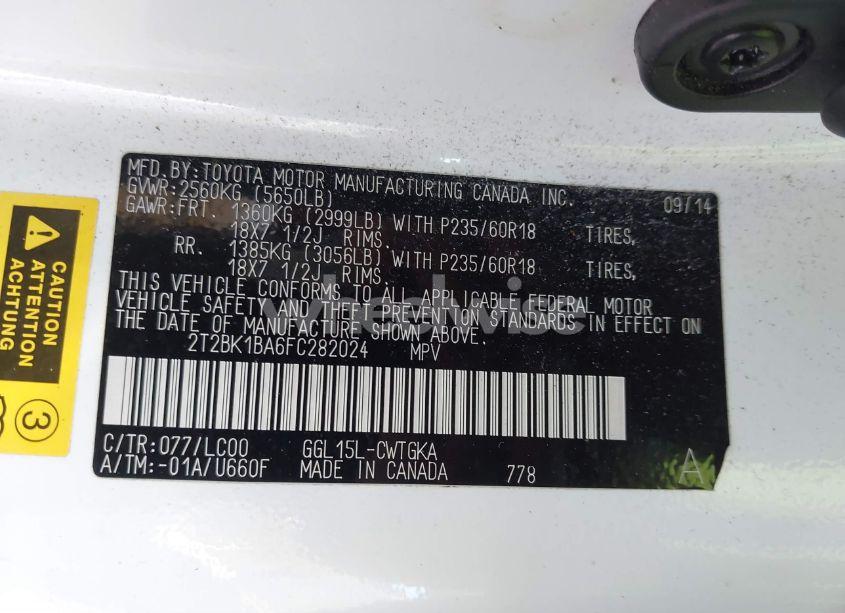 MFD.BY:TOYOTA MOTOR MANUFACTURING CANADA INC. 09/14
GVWR:2560KG (5650LB)
GAWR:FRT. 1360KG (2999LB) WITH P235/60R18 TIRES,
18X7 1/2J RIMS.
RR. 1385KG (3056LB) WITH P235/60R18 TIRES,
18X7 1/2J RIMS.
THIS VEHICLE CONFORMS TO ALL APPLICABLE FEDERAL MOTOR
VEHICLE SAFETY AND THEFT PREVENTION STANDARDS IN EFFECT ON
THE DATE OF MANUFACTURE SHOWN ABOVE.
2T2BK1BA6FC282024 MPV
C/TR:077/LC00 GGL15L-CWTGKA
A/TM:-01A/U660F MADE IN CANADA 778 A
CAUTION
ATTENTION
ACHTUNG
3
wheelwise